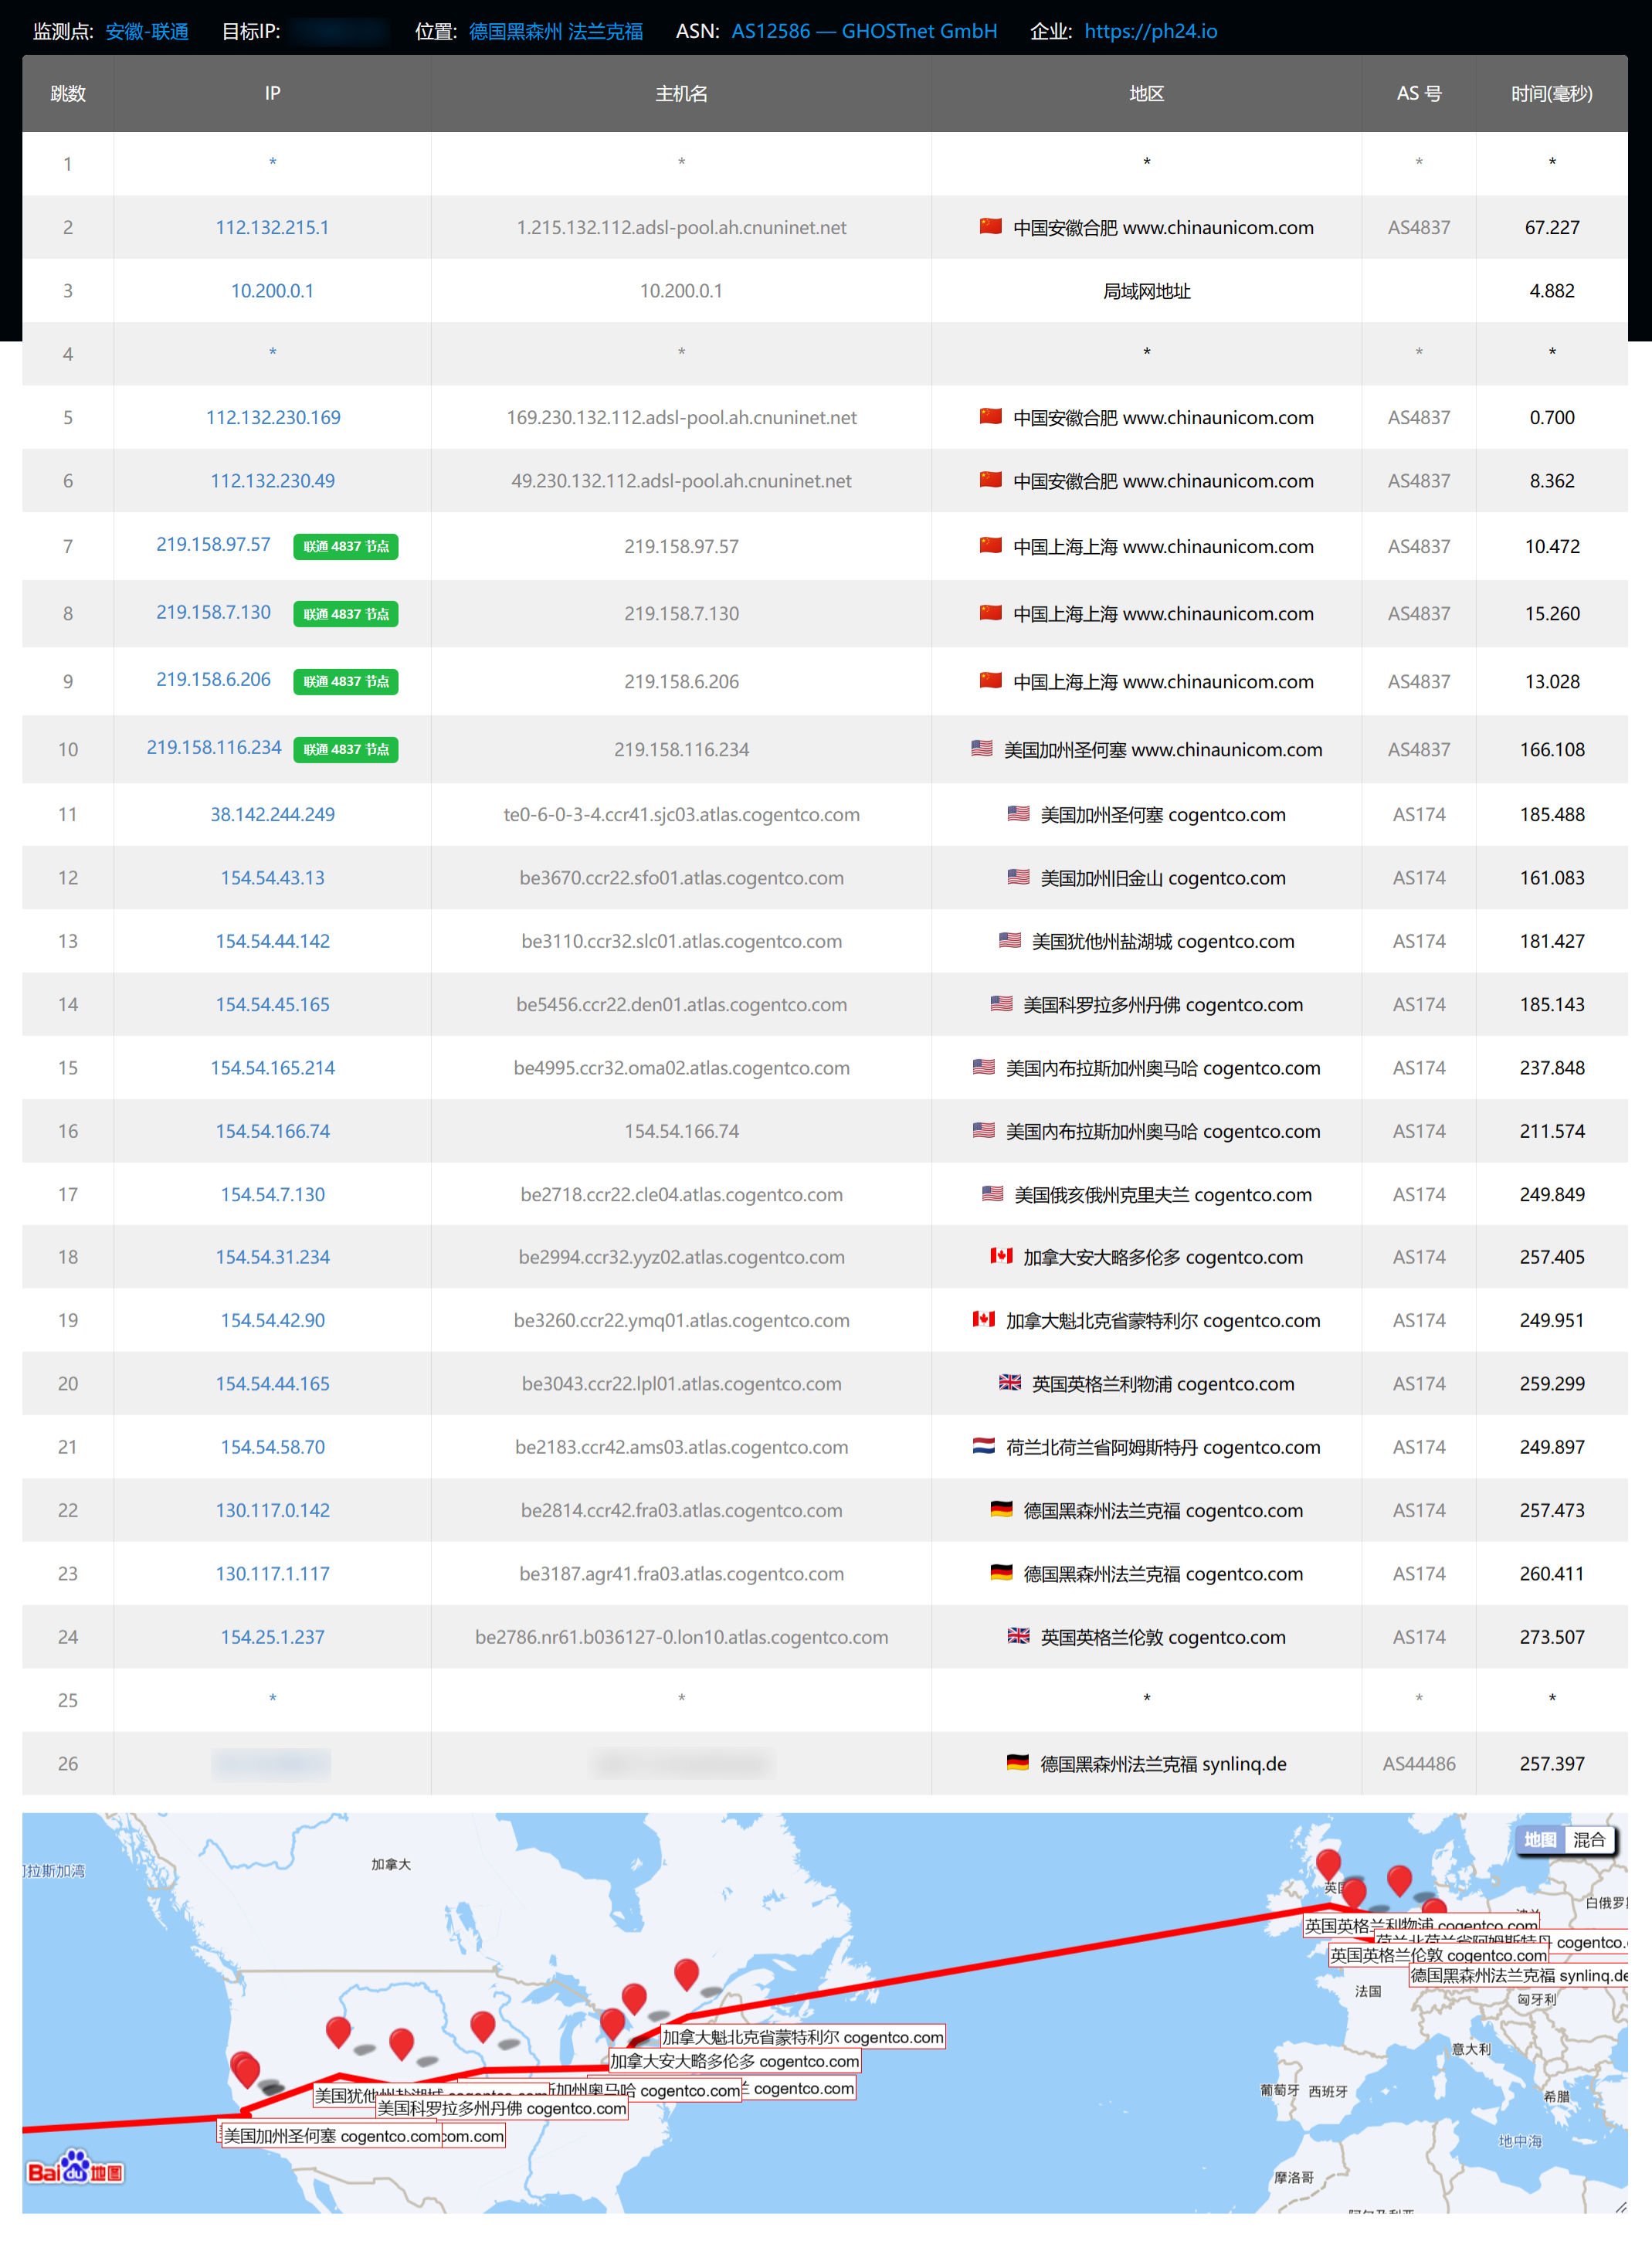 监测点: 安徽-联通 目标IP: 位置: 德国黑森州 法兰克福 ASN: AS12586 — GHOSTnet GmbH 企业: https://ph24.io
跳数 IP 主机名 地区 AS 号 时间(毫秒)
1 * * * * *
2 112.132.215.1 1.215.132.112.adsl-pool.ah.cnuninet.net 中国安徽合肥 www.chinaunicom.com AS4837 67.227
3 10.200.0.1 10.200.0.1 局域网地址 4.882
4 * * * * *
5 112.132.230.169 169.230.132.112.adsl-pool.ah.cnuninet.net 中国安徽合肥 www.chinaunicom.com AS4837 0.700
6 112.132.230.49 49.230.132.112.adsl-pool.ah.cnuninet.net 中国安徽合肥 www.chinaunicom.com AS4837 8.362
7 219.158.97.57 联通 4837 节点 219.158.97.57 中国上海上海 www.chinaunicom.com AS4837 10.472
8 219.158.7.130 联通 4837 节点 219.158.7.130 中国上海上海 www.chinaunicom.com AS4837 15.260
9 219.158.6.206 联通 4837 节点 219.158.6.206 中国上海上海 www.chinaunicom.com AS4837 13.028
10 219.158.116.234 联通 4837 节点 219.158.116.234 美国加州圣何塞 www.chinaunicom.com AS4837 166.108
11 38.142.244.249 te0-6-0-3-4.ccr41.sjc03.atlas.cogentco.com 美国加州圣何塞 cogentco.com AS174 185.488
12 154.54.43.13 be3670.ccr22.sfo01.atlas.cogentco.com 美国加州旧金山 cogentco.com AS174 161.083
13 154.54.44.142 be3110.ccr32.slc01.atlas.cogentco.com 美国犹他州盐湖城 cogentco.com AS174 181.427
14 154.54.45.165 be5456.ccr22.den01.atlas.cogentco.com 美国科罗拉多州丹佛 cogentco.com AS174 185.143
15 154.54.165.214 be4995.ccr32.oma02.atlas.cogentco.com 美国内布拉斯加州奥马哈 cogentco.com AS174 237.848
16 154.54.166.74 154.54.166.74 美国内布拉斯加州奥马哈 cogentco.com AS174 211.574
17 154.54.7.130 be2718.ccr22.cle04.atlas.cogentco.com 美国俄亥俄州克里夫兰 cogentco.com AS174 249.849
18 154.54.31.234 be2994.ccr32.yyz02.atlas.cogentco.com 加拿大安大略多伦多 cogentco.com AS174 257.405
19 154.54.42.90 be3260.ccr22.ymq01.atlas.cogentco.com 加拿大魁北克省蒙特利尔 cogentco.com AS174 249.951
20 154.54.44.165 be3043.ccr22.lpl01.atlas.cogentco.com 英国英格兰利物浦 cogentco.com AS174 259.299
21 154.54.58.70 be2183.ccr42.ams03.atlas.cogentco.com 荷兰北荷兰省阿姆斯特丹 cogentco.com AS174 249.897
22 130.117.0.142 be2814.ccr42.fra03.atlas.cogentco.com 德国黑森州法兰克福 cogentco.com AS174 257.473
23 130.117.1.117 be3187.agr41.fra03.atlas.cogentco.com 德国黑森州法兰克福 cogentco.com AS174 260.411
24 154.25.1.237 be2786.nr61.b036127-0.lon10.atlas.cogentco.com 英国英格兰伦敦 cogentco.com AS174 273.507
25 * * * * *
26 德国黑森州法兰克福 synlinq.de AS44486 257.397
地图 混合
拉斯加湾
加拿大
英国
白俄罗
英国英格兰利物浦 cogentco.com
荷兰北荷兰省阿姆斯特丹 cogentco.
英国英格兰伦敦 cogentco.com
德国黑森州法兰克福 synlinq.de
法国
匈牙利
加拿大魁北克省蒙特利尔 cogentco.com
意大利
加拿大安大略多伦多 cogentco.com
美国犹他州盐湖城 cogentco.com
加州奥马哈 cogentco.com
兰 cogentco.com
葡萄牙 西班牙
希腊
美国科罗拉多州丹佛 cogentco.com
美国加州圣何塞 cogentco.com
com.com
地中海
Bai du 地图
摩洛哥